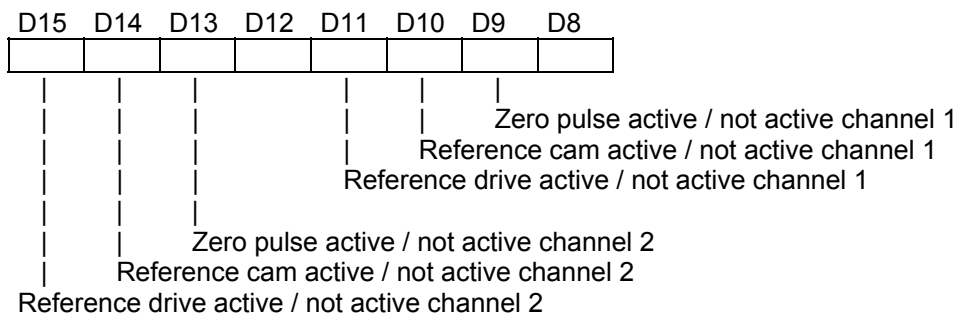 D15 D14 D13 D12 D11 D10 D9 D8
Zero pulse active / not active channel 1
Reference cam active / not active channel 1
Reference drive active / not active channel 1
Zero pulse active / not active channel 2
Reference cam active / not active channel 2
Reference drive active / not active channel 2